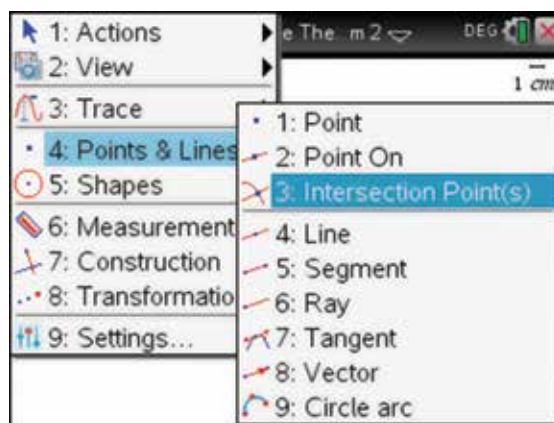 1: Actions
e The m 2 DEG
2: View
1 cm
3: Trace
4: Points & Lines
5: Shapes
6: Measurement
7: Construction
8: Transformatio
9: Settings...
1: Point
2: Point On
3: Intersection Point(s)
4: Line
5: Segment
6: Ray
7: Tangent
8: Vector
9: Circle arc